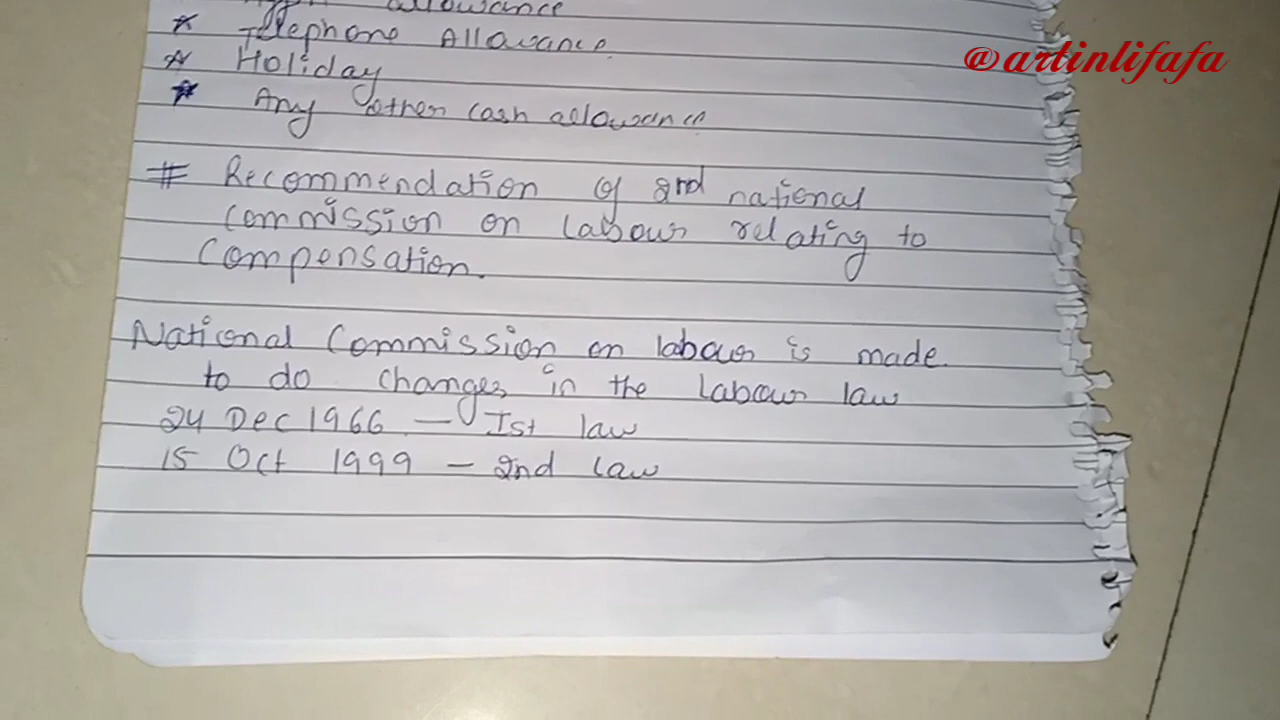 allowance
* Telephone Allowance
@artinlifafa
* Holiday
* Any other cash allowance
# Recommendation of 2nd national
Commission on labour relating to
Compensation.
National Commission on labour is made
to do changes in the Labour law
24 Dec 1966 – Ist law
15 Oct 1999 – 2nd law